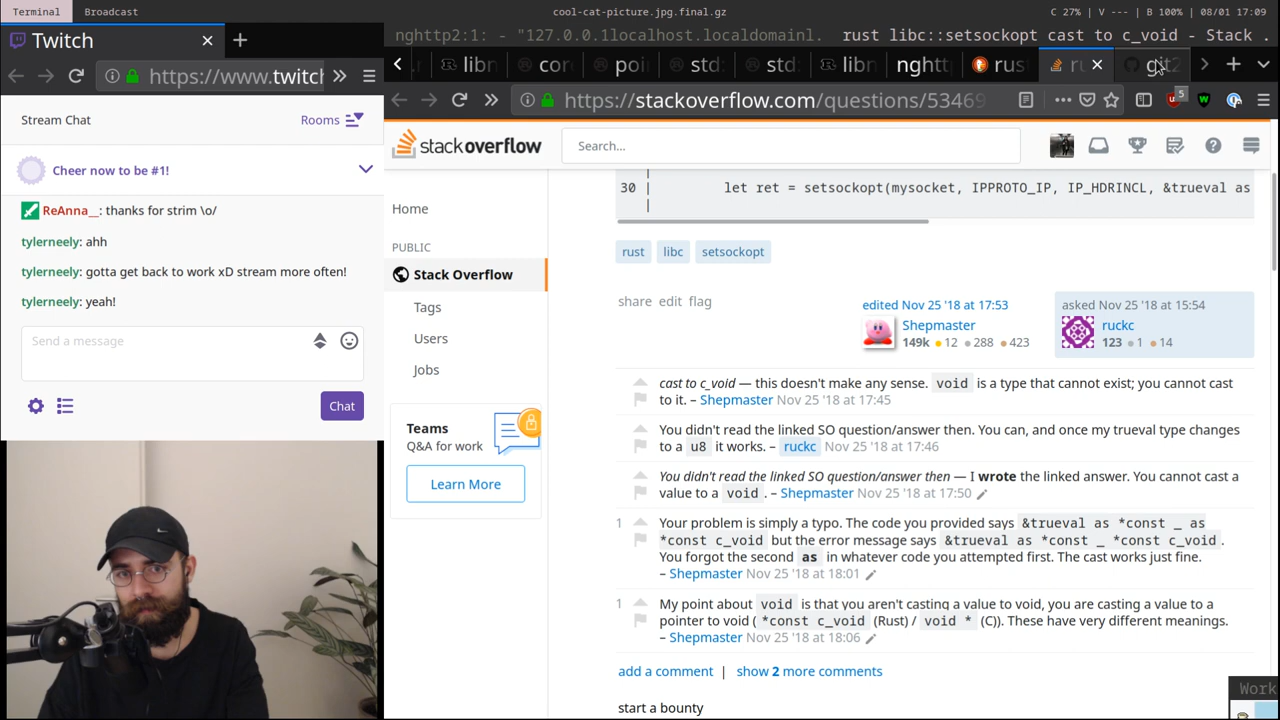 Terminal
Broadcast
cool-cat-picture.jpg.final.gz
C 27% | V --- | B 100% | 08/01 17:09
nghttp2:1: - "127.0.0.1localhost.localdomainl.
rust libc::setsockopt cast to c_void - Stack .
Twitch
https://www.twitch
libn
cor
poi
std:
std:
libn
nghttp
rus
ru
git2
https://stackoverflow.com/questions/53469
5
Stream Chat
Rooms
Cheer now to be #1!
ReAnna__: thanks for strim \o/
tylerneely: ahh
tylerneely: gotta get back to work xD stream more often!
tylerneely: yeah!
Send a message
Chat
stackoverflow
Search...
Home
PUBLIC
Stack Overflow
Tags
Users
Jobs
Teams
Q&A for work
Learn More
30 | let ret = setsockopt(mysocket, IPPROTO_IP, IP_HDRINCL, &trueval as
|
rust libc setsockopt
share edit flag
edited Nov 25 '18 at 17:53
Shepmaster
149k 12 288 423
asked Nov 25 '18 at 15:54
ruckc
123 1 14
cast to c_void — this doesn't make any sense. void is a type that cannot exist; you cannot cast
to it. – Shepmaster Nov 25 '18 at 17:45
You didn't read the linked SO question/answer then. You can, and once my trueval type changes
to a u8 it works. – ruckc Nov 25 '18 at 17:46
You didn't read the linked SO question/answer then — I wrote the linked answer. You cannot cast a
value to a void . – Shepmaster Nov 25 '18 at 17:50
1 Your problem is simply a typo. The code you provided says &trueval as *const _ as
*const c_void but the error message says &trueval as *const _ *const c_void .
You forgot the second as in whatever code you attempted first. The cast works just fine.
– Shepmaster Nov 25 '18 at 18:01
1 My point about void is that you aren't casting a value to void, you are casting a value to a
pointer to void ( *const c_void (Rust) / void * (C)). These have very different meanings.
– Shepmaster Nov 25 '18 at 18:06
add a comment | show 2 more comments
start a bounty
Work